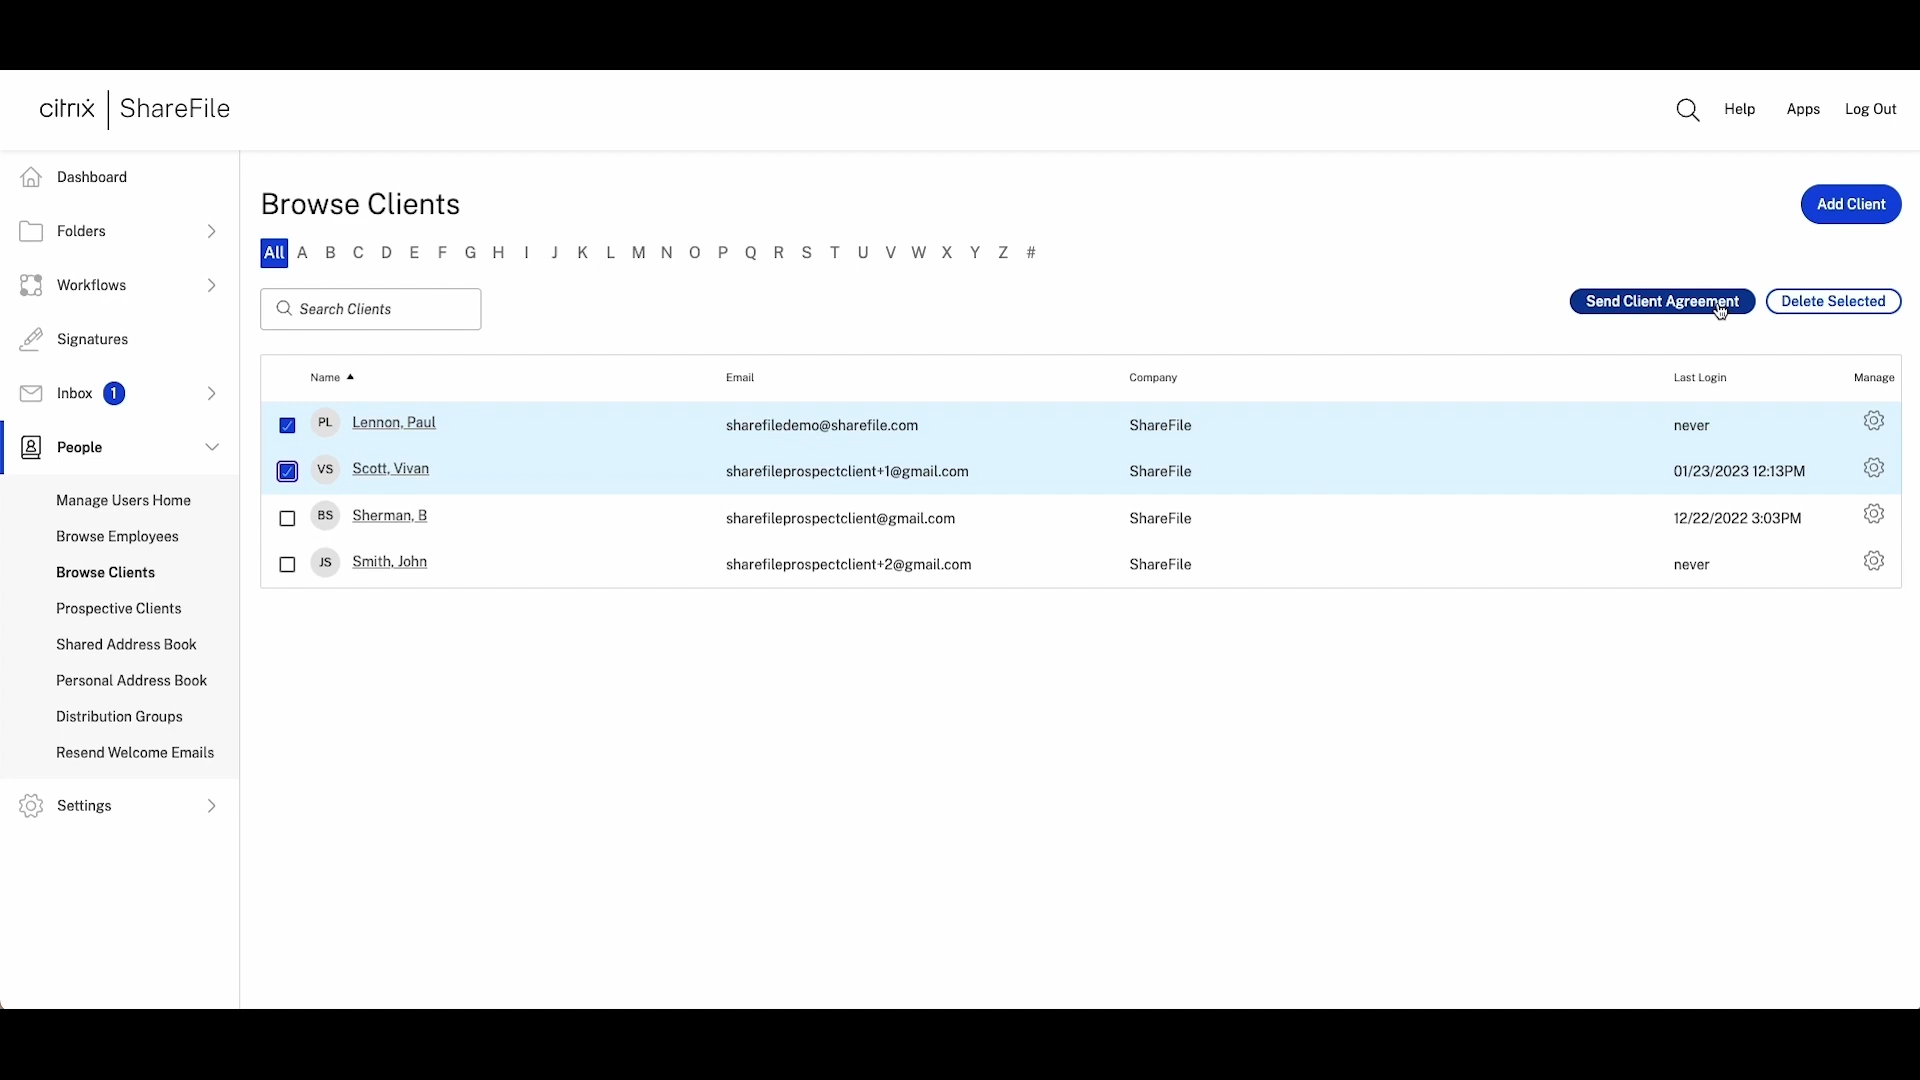 citrix | ShareFile
Help Apps Log Out
Dashboard
Folders
Workflows
Signatures
Inbox 1
People
Manage Users Home
Browse Employees
Browse Clients
Prospective Clients
Shared Address Book
Personal Address Book
Distribution Groups
Resend Welcome Emails
Settings
Browse Clients
Add Client
All A B C D E F G H I J K L M N O P Q R S T U V W X Y Z #
Search Clients
Send Client Agreement Delete Selected
Name Email Company Last Login Manage
PL Lennon, Paul sharefiledemo@sharefile.com ShareFile never
VS Scott, Vivan sharefileprospectclient+1@gmail.com ShareFile 01/23/2023 12:13PM
BS Sherman, B sharefileprospectclient@gmail.com ShareFile 12/22/2022 3:03PM
JS Smith, John sharefileprospectclient+2@gmail.com ShareFile never